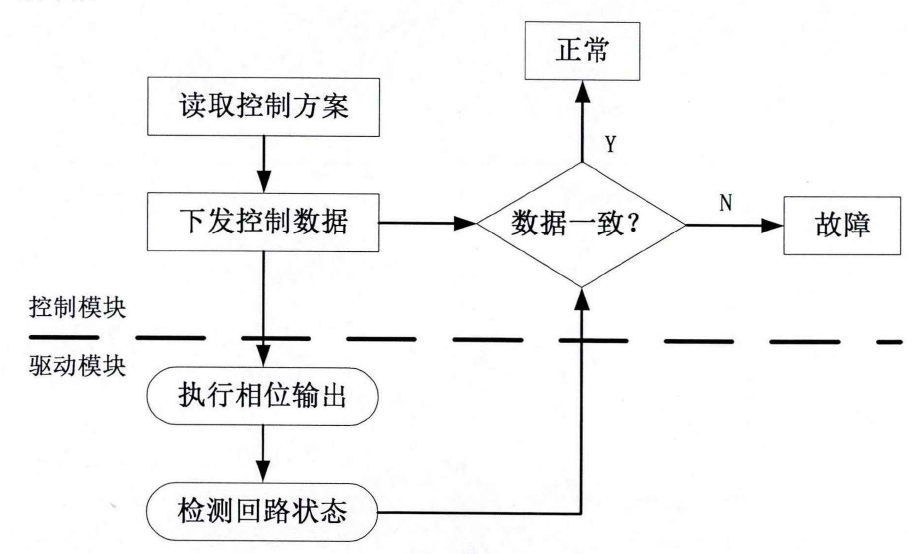 正常
读取控制方案
Y
下发控制数据
数据一致？
N
故障
控制模块
驱动模块
执行相位输出
检测回路状态